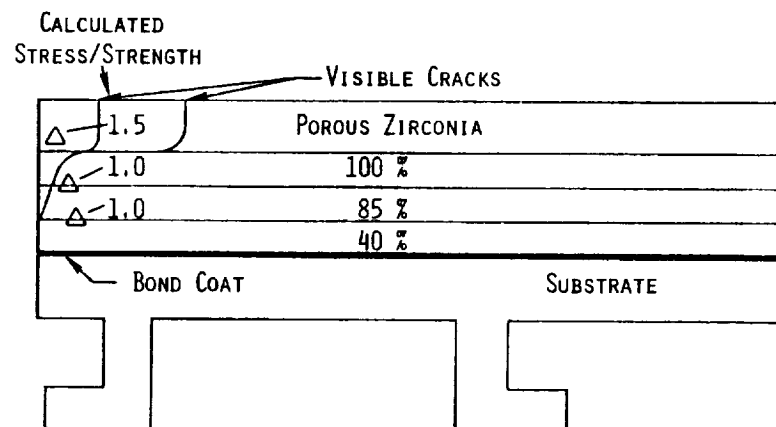 CALCULATED
STRESS/STRENGTH
VISIBLE CRACKS
1.5
POROUS ZIRCONIA
1.0
100 %
1.0
85 %
40 %
BOND COAT
SUBSTRATE